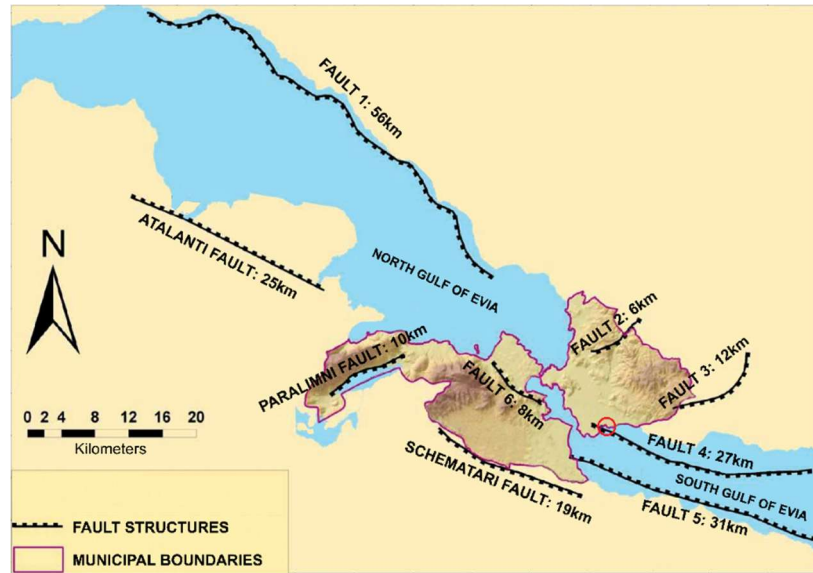 FAULT 1: 56km
ATALANTI FAULT: 25km
N
NORTH GULF OF EVIA
FAULT 2: 6km
PARALIMNI FAULT: 10km
FAULT 3: 12km
FAULT 6: 8km
0 2 4 8 12 16 20
Kilometers
FAULT 4: 27km
SCHEMATARI FAULT: 19km
SOUTH GULF OF EVIA
FAULT 5: 31km
FAULT STRUCTURES
MUNICIPAL BOUNDARIES